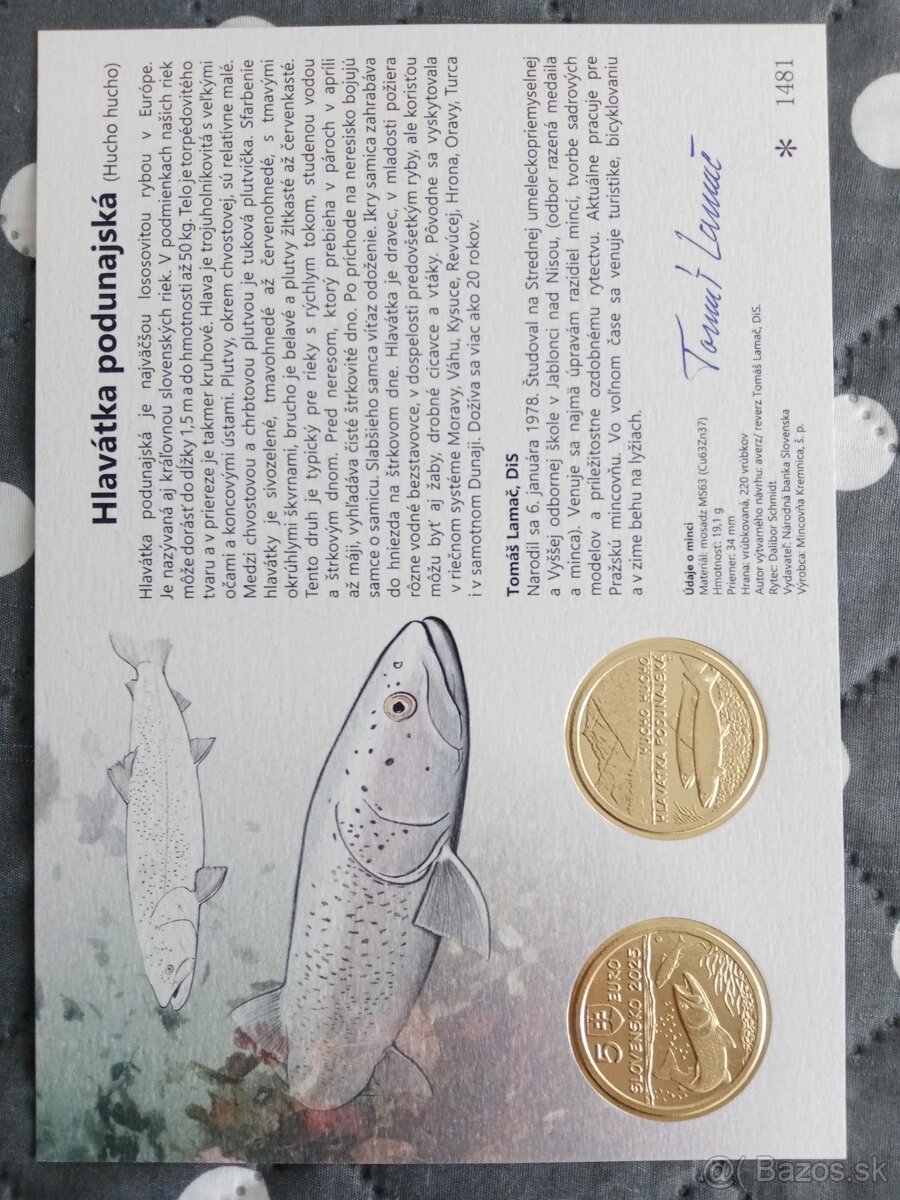 Hlavátka podunajská (Hucho hucho)
Hlavátka podunajská je najväčšou lososovitou rybou v Európe.
Je nazývaná aj kráľovnou slovenských riek. V podmienkach našich riek
môže dorásť do dĺžky 1,5 m a do hmotnosti až 50 kg. Telo je torpédovitého
tvaru a v priereze je takmer kruhové. Hlava je trojuholníkovitá s veľkými
očami a koncovými ústami. Plutvy, okrem chvostovej, sú relatívne malé.
Medzi chvostovou a chrbtovou plutvou je tuková plutvička. Sfarbenie
hlavátky je sivozelené, tmavohnedé až červenohnedé, s tmavými
okrúhlymi škvrnami, brucho je belavé a plutvy žltkasté až červenkasté.
Tento druh je typický pre rieky s rýchlym tokom, studenou vodou
a štrkovým dnom. Pred neresom, ktorý prebieha v pároch v apríli
až máji, vyhľadáva čisté štrkovité dno. Po príchode na neresisko bojujú
samce o samicu. Slabšieho samca víťaz odoženie. Ikry samica zahrabáva
do hniezda na štrkovom dne. Hlavátka je dravec, v mladosti požiera
rôzne vodné bezstavovce, v dospelosti predovšetkým ryby, ale korisťou
môžu byť aj žaby, drobné cicavce a vtáky. Pôvodne sa vyskytovala
v riečnom systéme Moravy, Váhu, Kysuce, Revúcej, Hrona, Oravy, Turca
i v samotnom Dunaji. Dožíva sa viac ako 20 rokov.
Tomáš Lamač, DiS
Narodil sa 6. januára 1978. Študoval na Strednej umeleckopriemyselnej
a Vyššej odbornej škole v Jablonci nad Nisou, (odbor razená medaila
a minca). Venuje sa najmä úpravám razidiel mincí, tvorbe sadrových
modelov a príležitostne ozdobnému rytectvu. Aktuálne pracuje pre
Pražskú mincovňu. Vo voľnom čase sa venuje turistike, bicyklovaniu
a v zime behu na lyžiach.
Údaje o minci
Materiál: mosadz MS63 (Cu63Zn37)
Hmotnosť: 19,1 g
Priemer: 34 mm
Hrana: vrúbkovaná, 220 vrúbkov
Autor výtvarného návrhu: averz/ reverz Tomáš Lamač, DiS.
Rytec: Dalibor Schmidt
Vydavateľ: Národná banka Slovenska
Výrobca: Mincovňa Kremnica, š. p.
Tomáš Lamač
* 1481
5 EURO
SLOVENSKO 2025
HUCHO HUCHO
HLAVÁTKA PODUNAJSKÁ
@( Bazos.sk